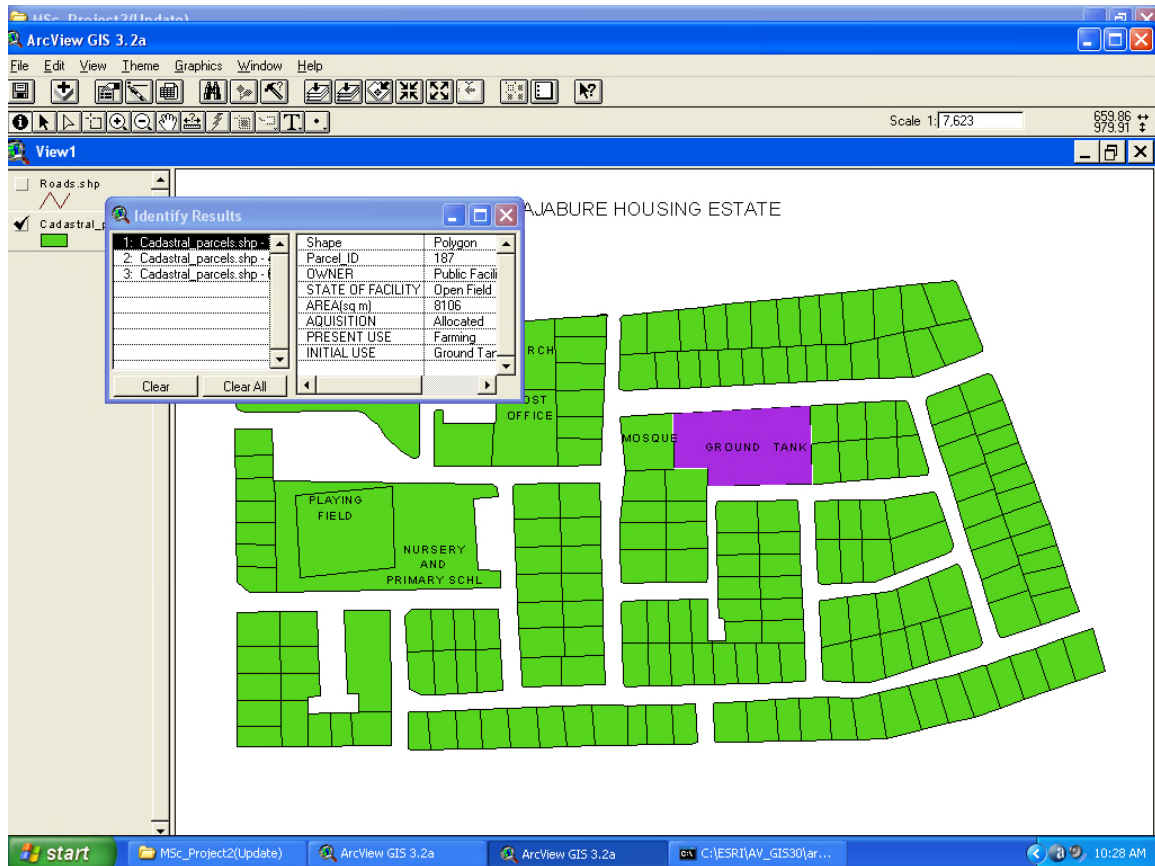 MSc_Project2(Update)
ArcView GIS 3.2a
File Edit View Theme Graphics Window Help
Scale 1: 7,623
659.86
979.91
View1
Roads.shp
Cadastral_
AJABURE HOUSING ESTATE
Identify Results
1: Cadastral_parcels.shp -
2: Cadastral_parcels.shp -
3: Cadastral_parcels.shp -
Shape Polygon
Parcel_ID 187
OWNER Public Facili
STATE OF FACILITY Open Field
AREA(sq m) 8106
AQUISITION Allocated
PRESENT USE Farming
INITIAL USE Ground Tar
Clear Clear All
RCH
OST
OFFICE
MOSQUE
GROUND TANK
PLAYING
FIELD
NURSERY
AND
PRIMARY SCHL
start MSc_Project2(Update) ArcView GIS 3.2a ArcView GIS 3.2a C:\ESRI\AV_GIS30\ar... 10:28 AM